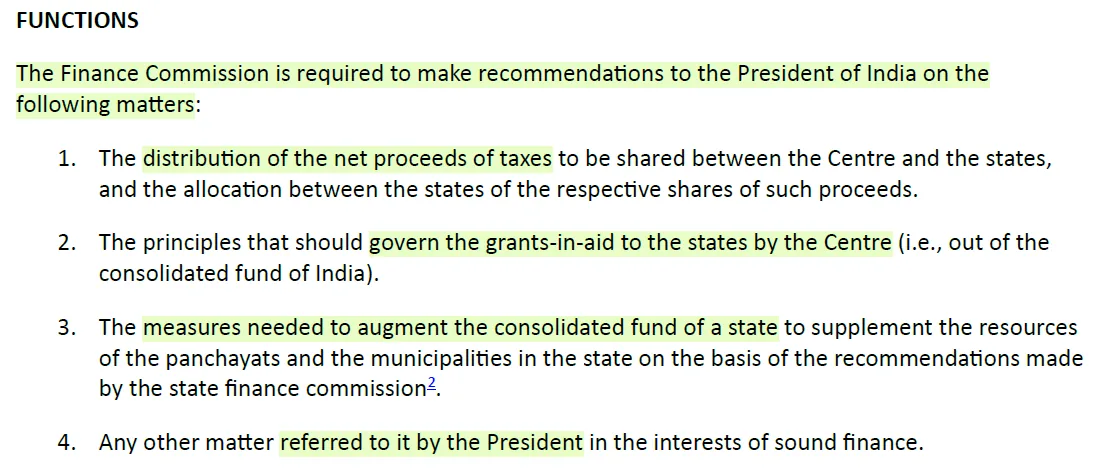 FUNCTIONS
The Finance Commission is required to make recommendations to the President of India on the
following matters:
1. The distribution of the net proceeds of taxes to be shared between the Centre and the states,
and the allocation between the states of the respective shares of such proceeds.
2. The principles that should govern the grants-in-aid to the states by the Centre (i.e., out of the
consolidated fund of India).
3. The measures needed to augment the consolidated fund of a state to supplement the resources
of the panchayats and the municipalities in the state on the basis of the recommendations made
by the state finance commission2.
4. Any other matter referred to it by the President in the interests of sound finance.